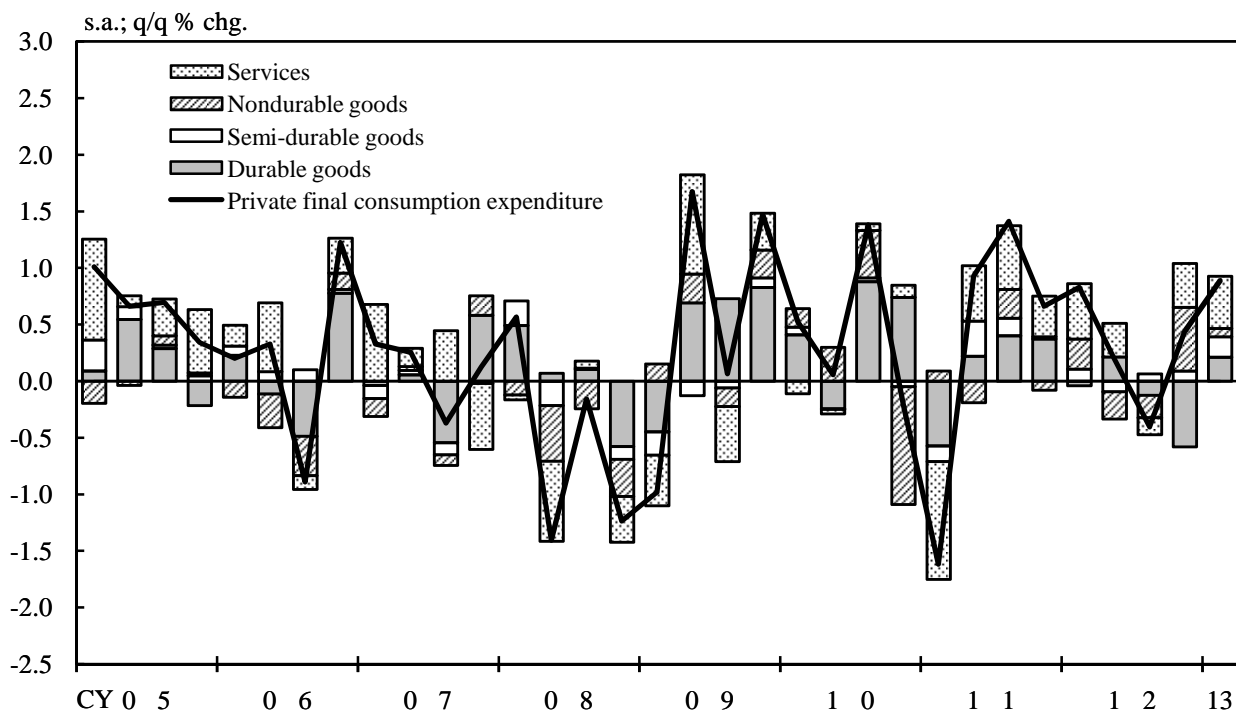 s.a.; q/q % chg.
3.0
2.5
2.0
1.5
1.0
0.5
0.0
-0.5
-1.0
-1.5
-2.0
-2.5
Services
Nondurable goods
Semi-durable goods
Durable goods
Private final consumption expenditure
CY 0 5 0 6 0 7 0 8 0 9 1 0 1 1 1 2 13